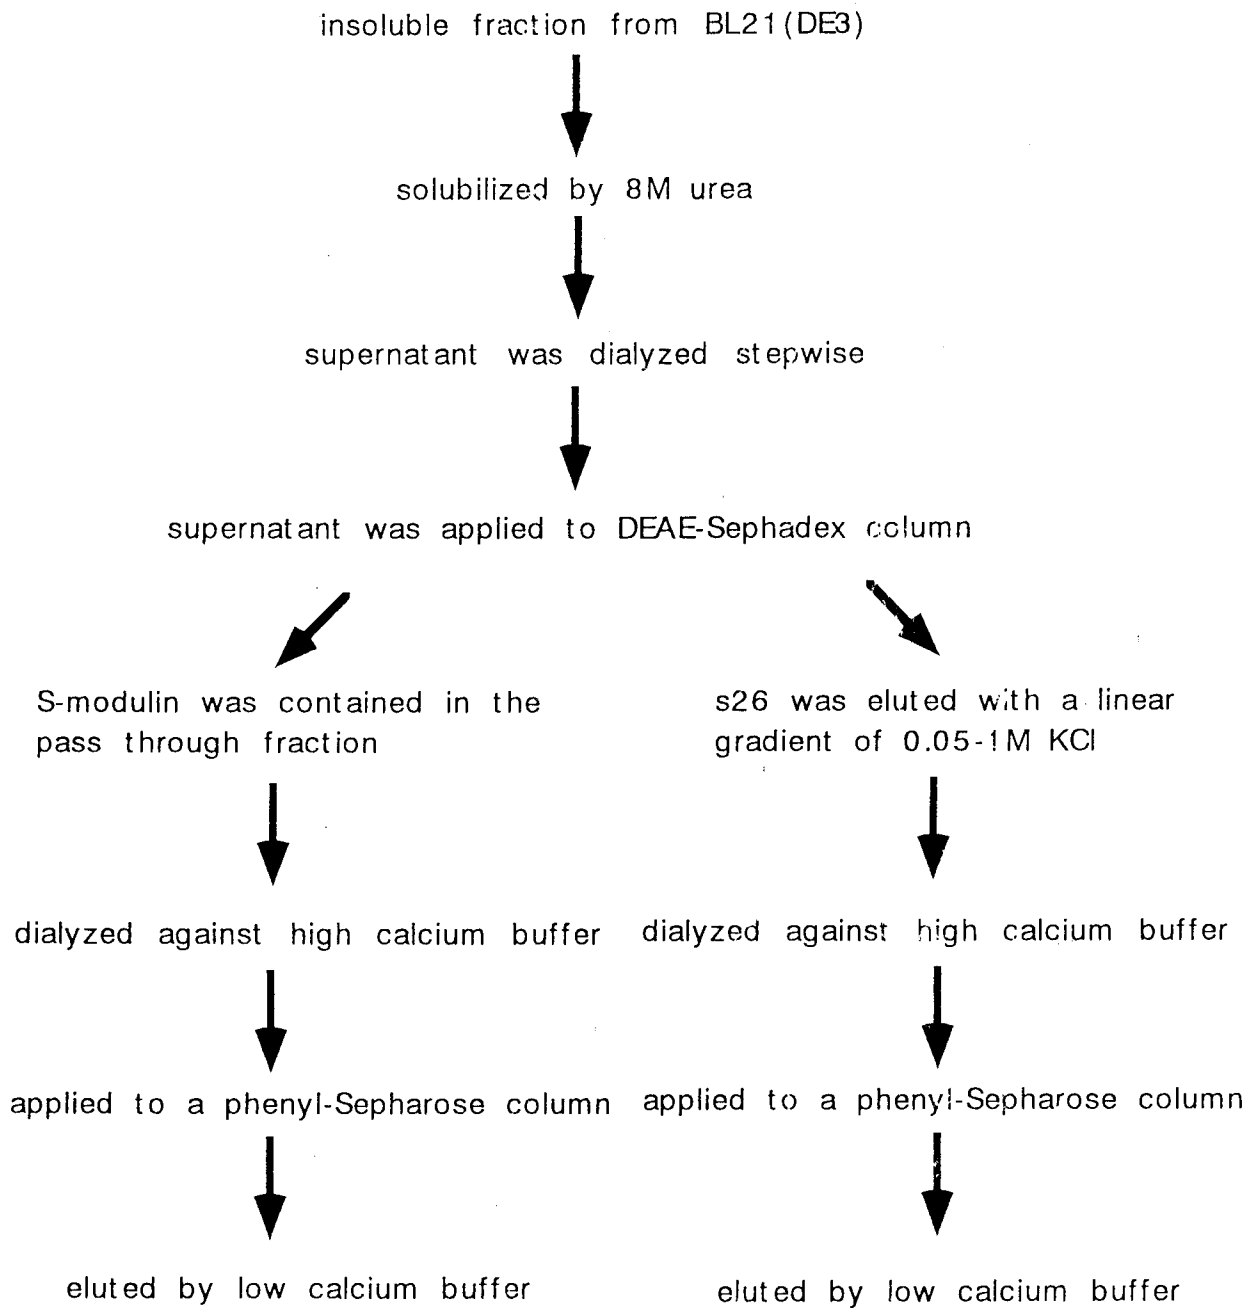 insoluble fraction from BL21(DE3)
solubilized by 8M urea
supernatant was dialyzed stepwise
supernatant was applied to DEAE-Sephadex column
S-modulin was contained in the
pass through fraction
s26 was eluted with a linear
gradient of 0.05-1M KCl
dialyzed against high calcium buffer
dialyzed against high calcium buffer
applied to a phenyl-Sepharose column
applied to a phenyl-Sepharose column
eluted by low calcium buffer
eluted by low calcium buffer